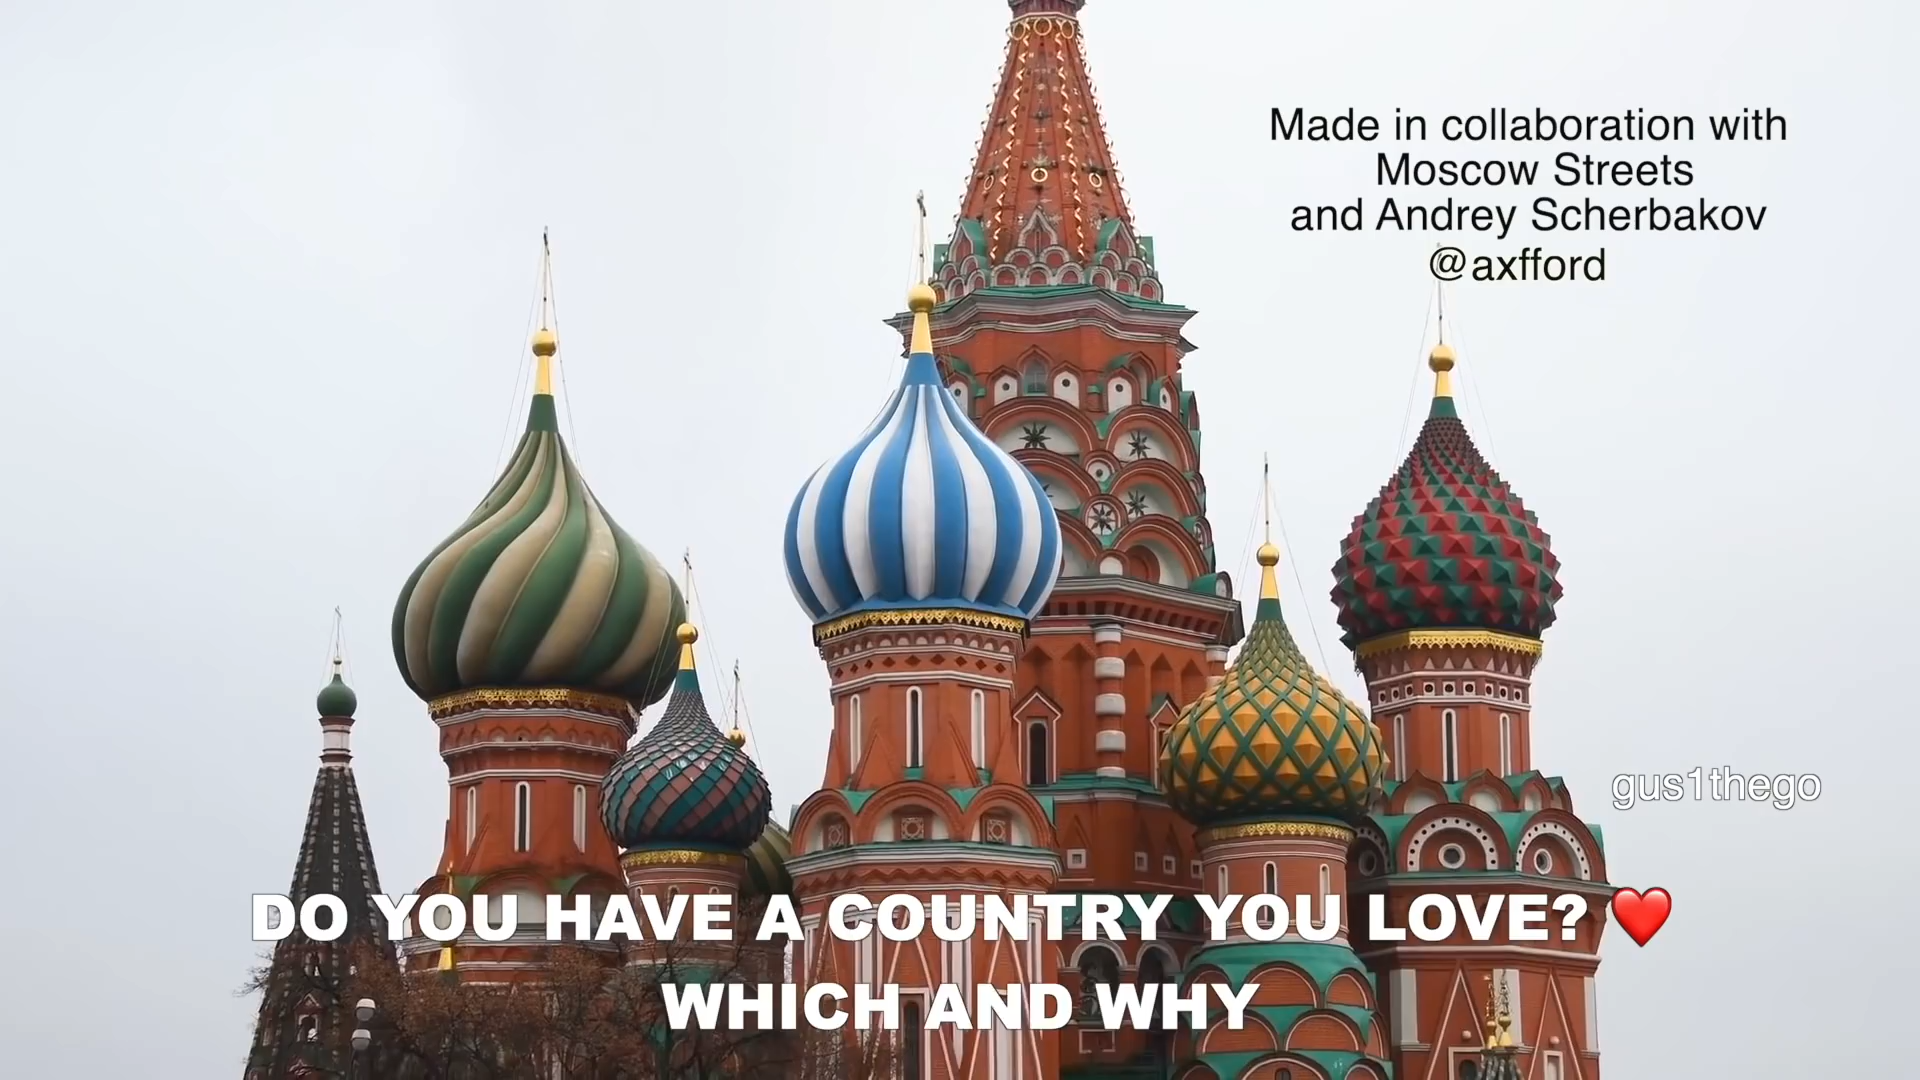 Made in collaboration with
Moscow Streets
and Andrey Scherbakov
@axfford
gus1thego
DO YOU HAVE A COUNTRY YOU LOVE? ❤️
WHICH AND WHY